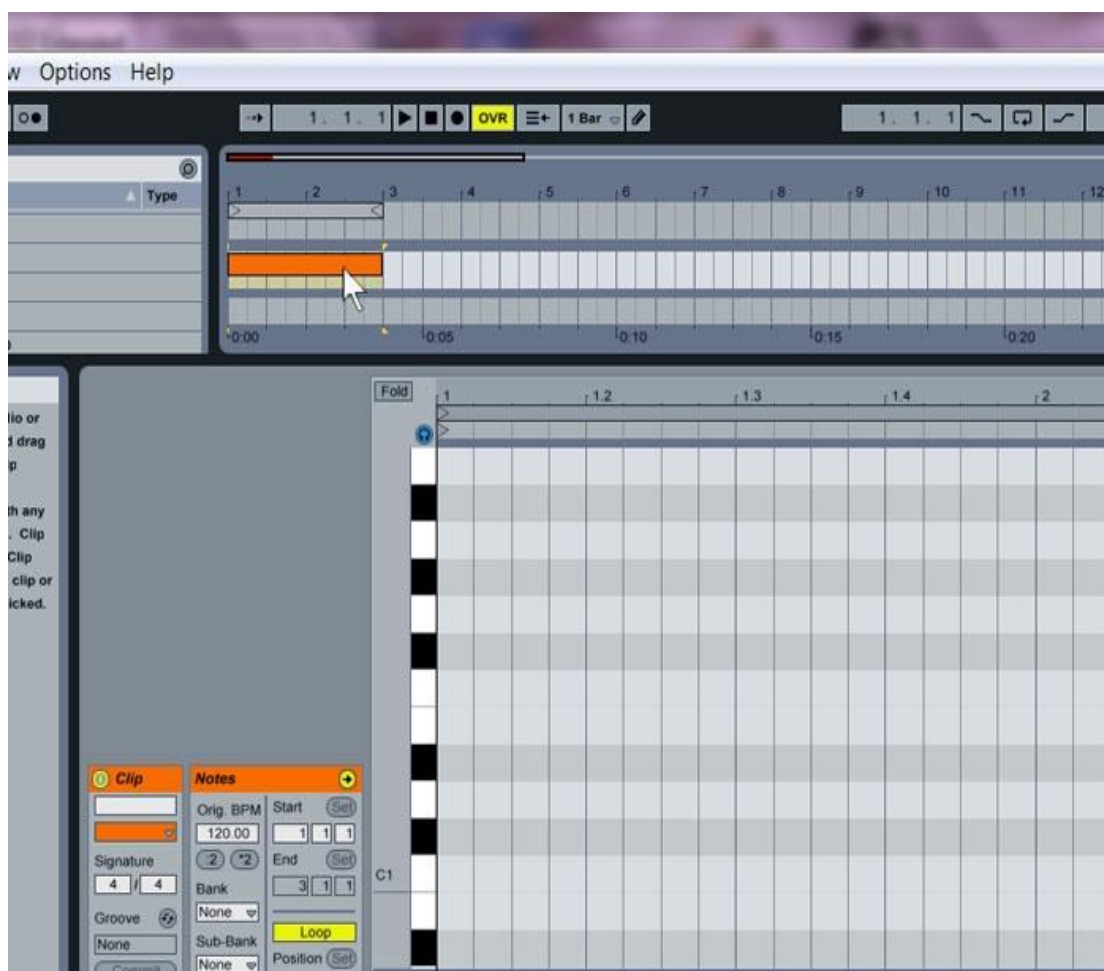 w Options Help
1. 1. 1 OVR 1 Bar 1. 1. 1
Type
1 2 3 4 5 6 7 8 9 10 11 12
0:00 0:05 0:10 0:15 0:20
Fold 1 1.2 1.3 1.4 2
lio or
d drag
p
th any
. Clip
Clip
clip or
icked.
Clip
Signature
4 / 4
Groove
None
Commit
Notes
Orig. BPM
120.00
:2 *2
Bank
None
Sub-Bank
None
Start Set
1 1 1
End Set
3 1 1
Loop
Position Set
C1